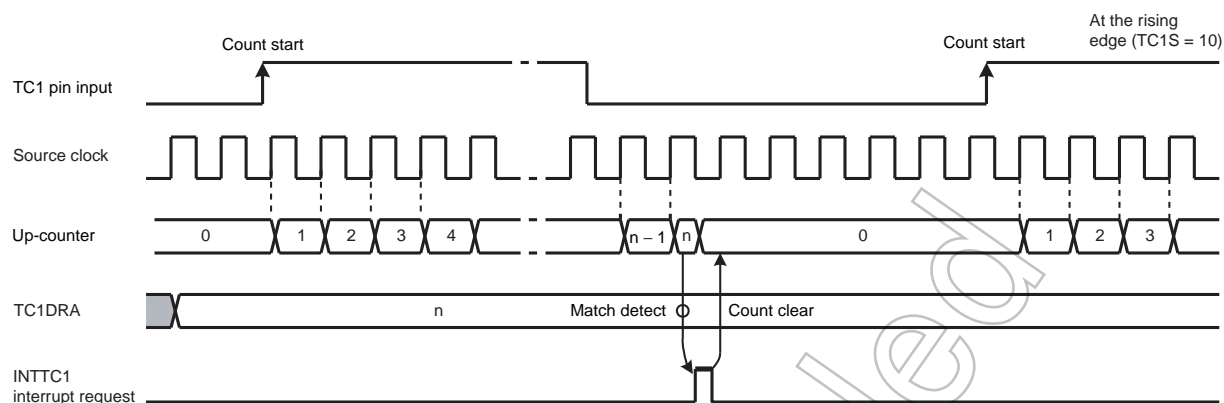 At the rising
edge (TC1S = 10)
Count start
Count start
TC1 pin input
Source clock
Up-counter
0
1
2
3
4
n – 1
n
0
1
2
3
TC1DRA
n
Match detect
Count clear
INTTC1
interrupt request
led